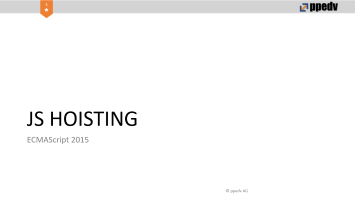 ppedv
JS HOISTING
ECMAScript 2015
© ppedv AG